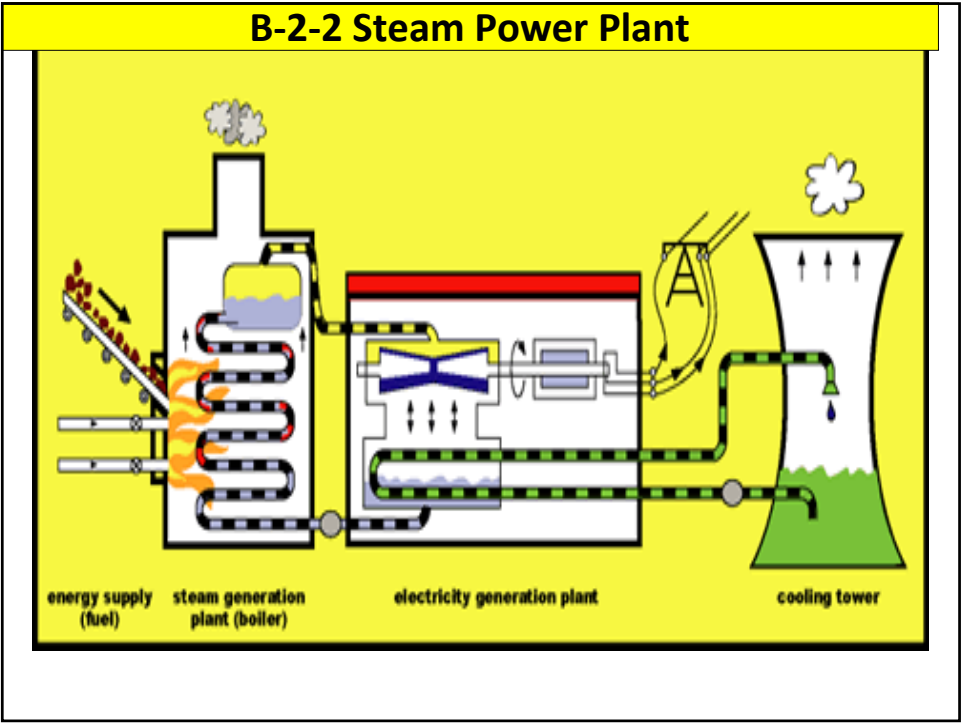 B-2-2 Steam Power Plant
energy supply
(fuel)
steam generation
plant (boiler)
electricity generation plant
cooling tower